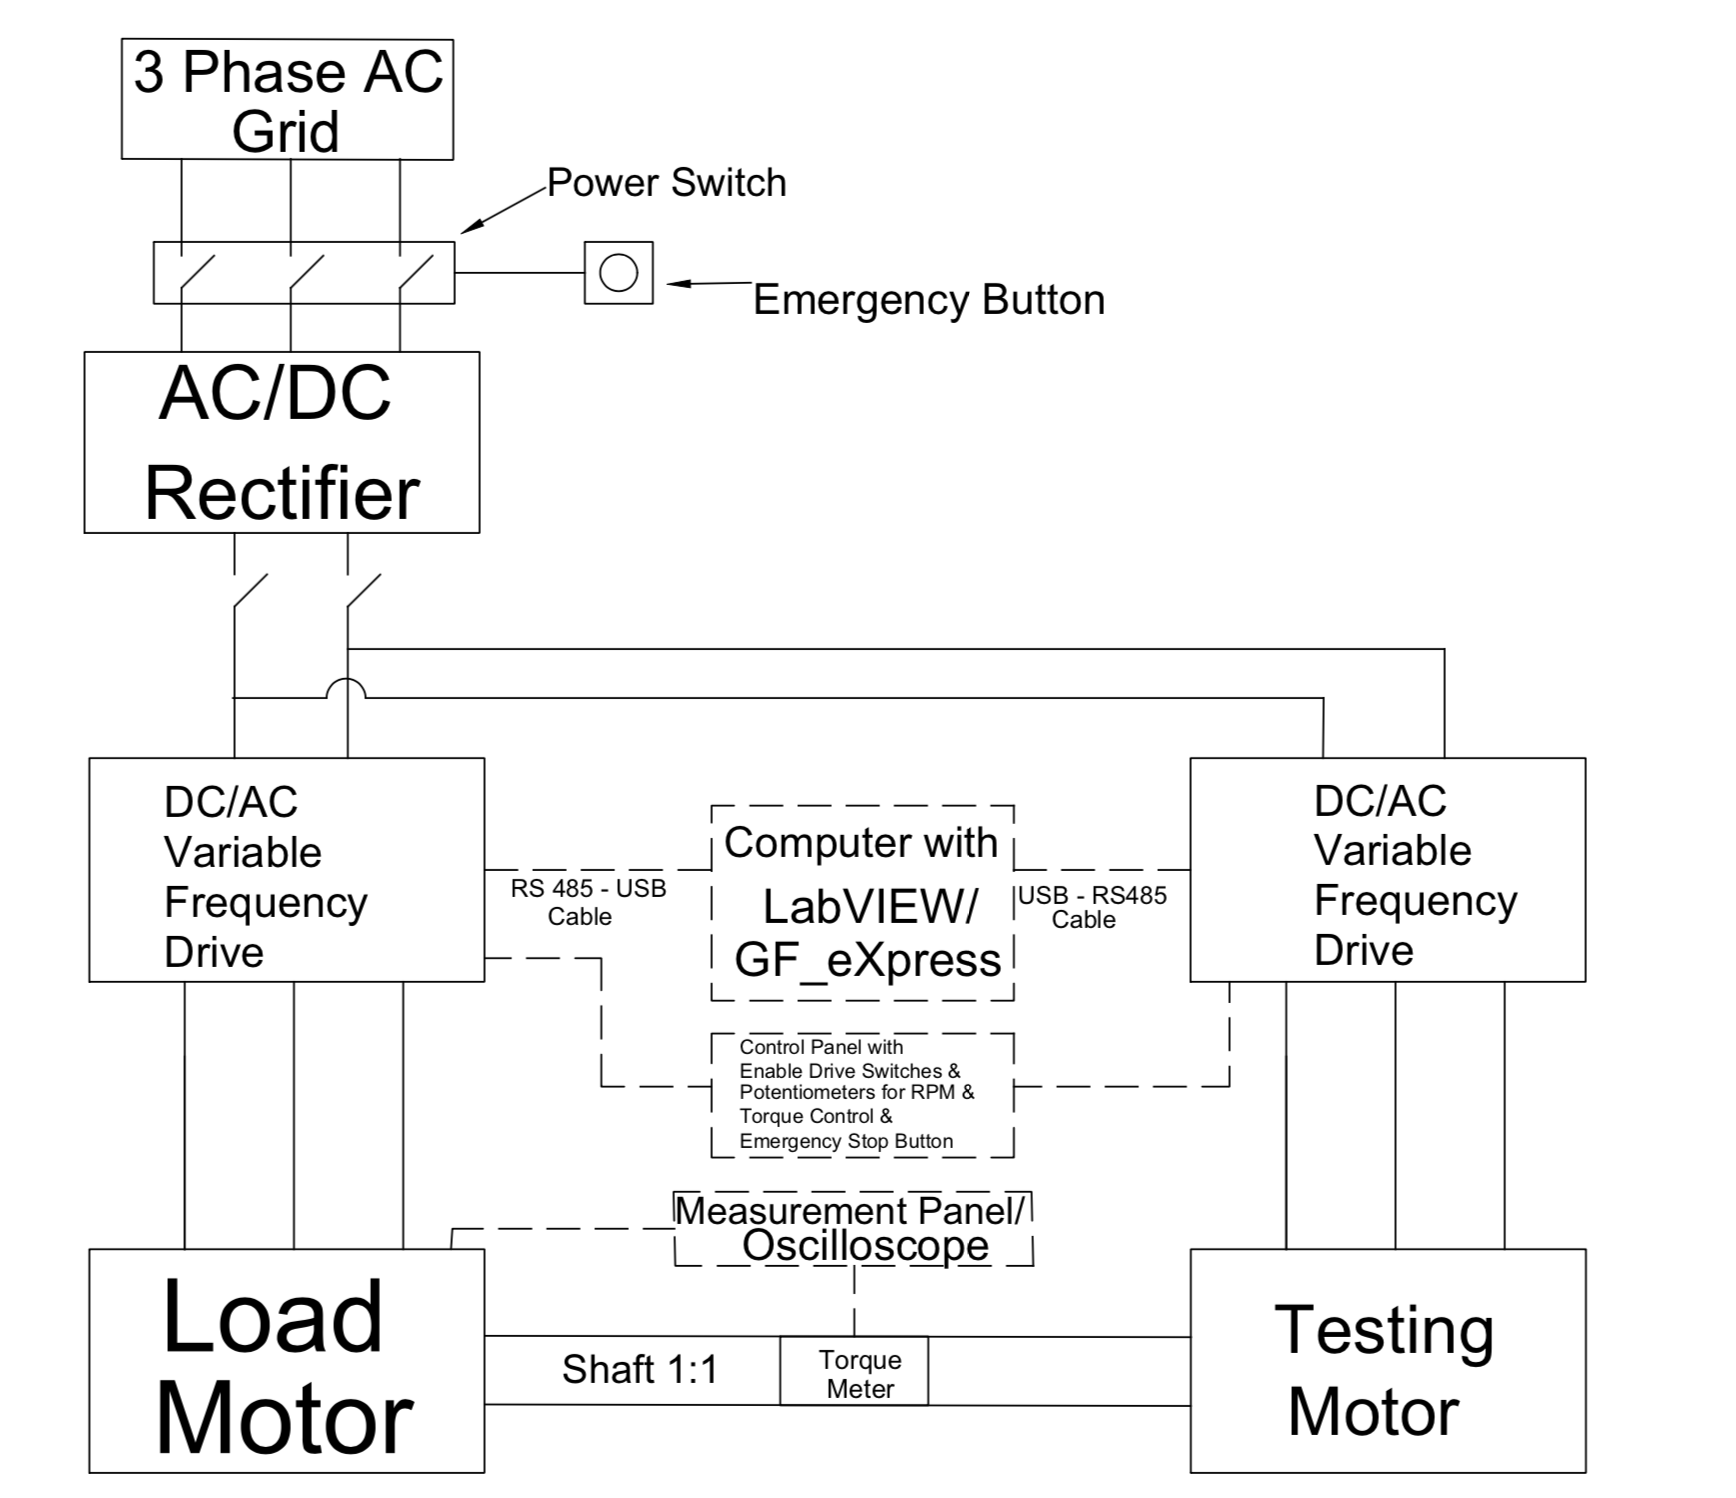 3 Phase AC
Grid
Power Switch
Emergency Button
AC/DC
Rectifier
DC/AC
Variable
Frequency
Drive
RS 485 - USB
Cable
Computer with
LabVIEW/
GF_eXpress
USB - RS485
Cable
DC/AC
Variable
Frequency
Drive
Control Panel with
Enable Drive Switches &
Potentiometers for RPM &
Torque Control &
Emergency Stop Button
Measurement Panel/
Oscilloscope
Load
Motor
Shaft 1:1
Torque
Meter
Testing
Motor